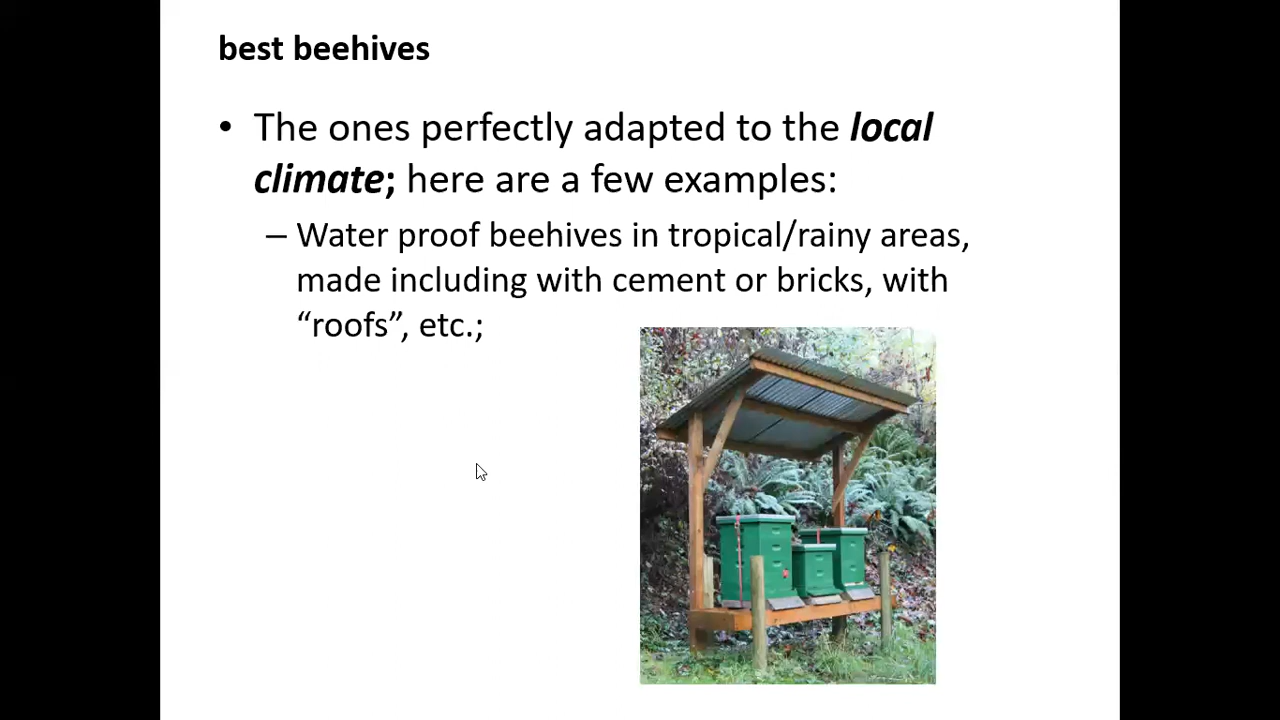 best beehives
• The ones perfectly adapted to the local
climate; here are a few examples:
– Water proof beehives in tropical/rainy areas,
made including with cement or bricks, with
“roofs”, etc.;